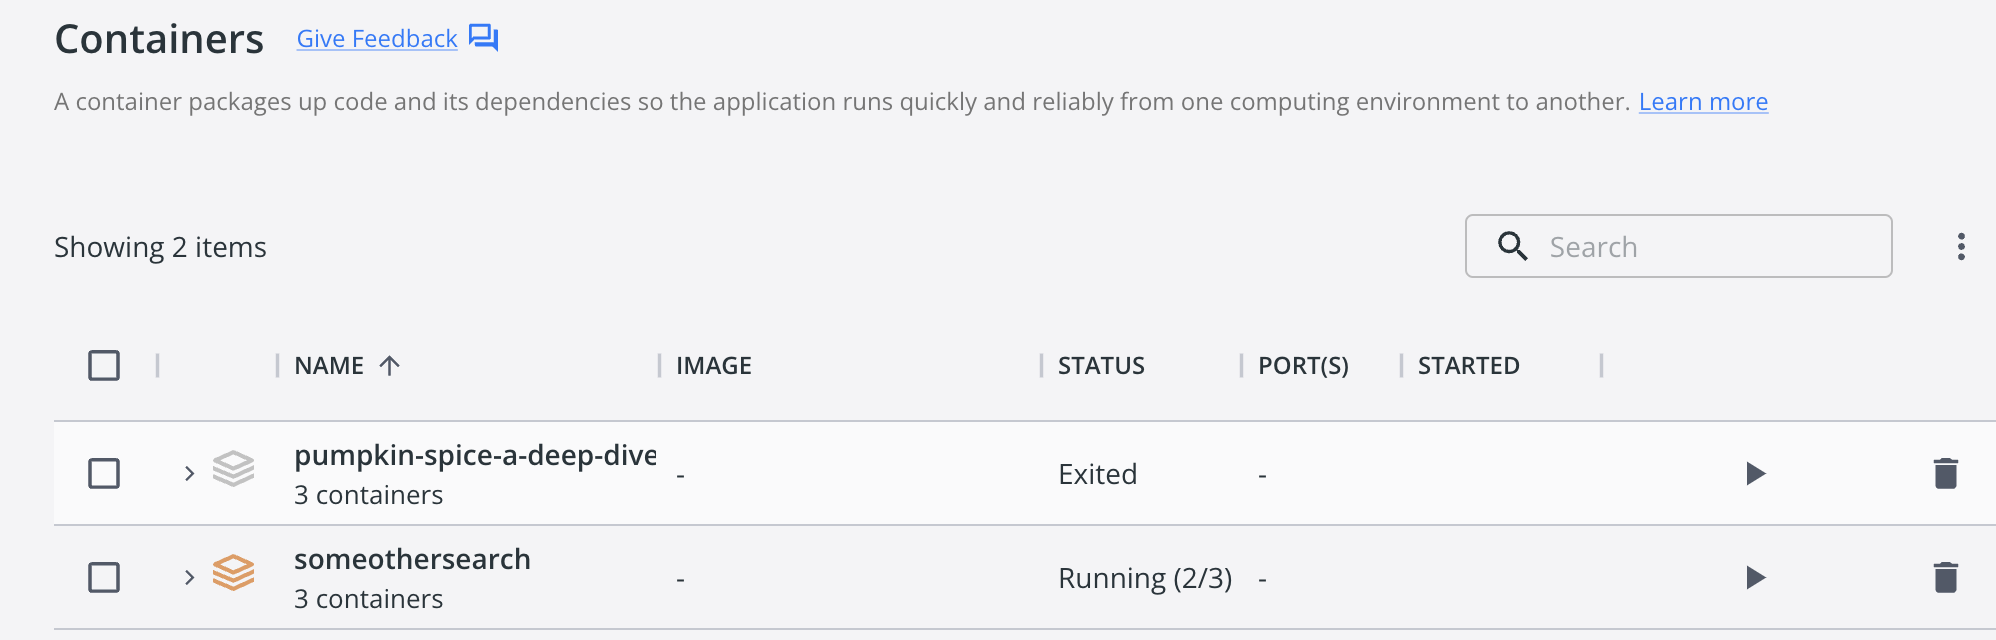 Containers Give Feedback
A container packages up code and its dependencies so the application runs quickly and reliably from one computing environment to another. Learn more
Showing 2 items Search
NAME IMAGE STATUS PORT(S) STARTED
pumpkin-spice-a-deep-dive - Exited -
3 containers
someothersearch - Running (2/3) -
3 containers